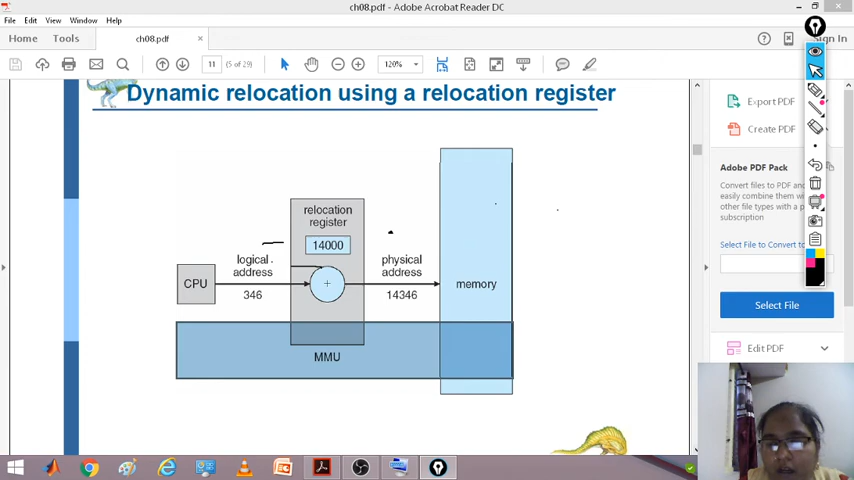 ch08.pdf - Adobe Acrobat Reader DC
File Edit View Window Help
Home Tools ch08.pdf × Sign In
11 (5 of 29) 120%
Dynamic relocation using a relocation register
Export PDF
Create PDF
Adobe PDF Pack
Convert files to PDF and easily combine them with other file types with a paid subscription
Select File to Convert to
Select File
Edit PDF
relocation
register
14000
logical
address
346
CPU
+
physical
address
14346
memory
MMU